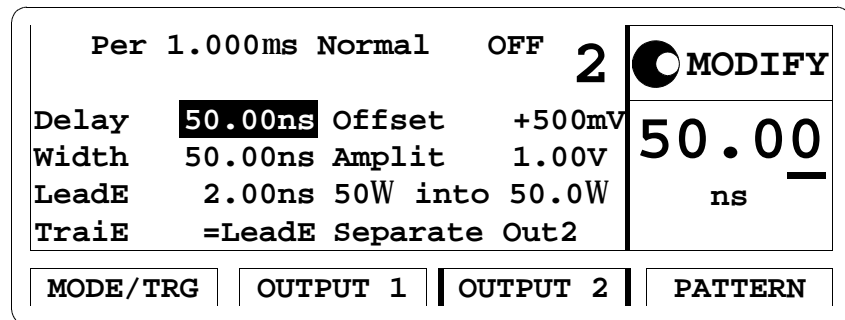 Per 1.000ms Normal OFF 2 MODIFY
Delay 50.00ns Offset +500mV 50.00
Width 50.00ns Amplit 1.00V
LeadE 2.00ns 50W into 50.0W ns
TraiE =LeadE Separate Out2
MODE/TRG OUTPUT 1 OUTPUT 2 PATTERN